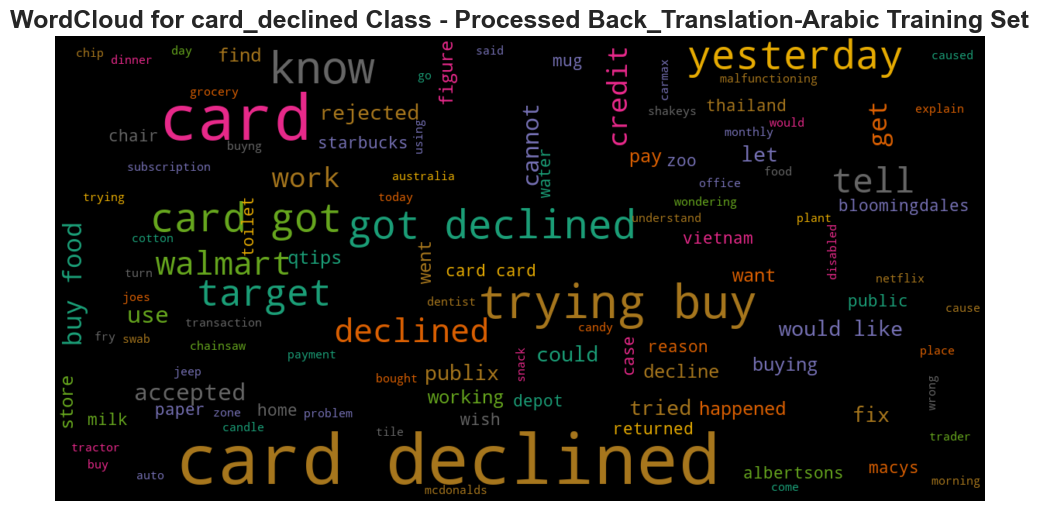 WordCloud for card_declined Class - Processed Back_Translation-Arabic Training Set
chip
dinner
day
find
know
figure
said
go
mug
credit
carmax
yesterday
malfunctioning
caused
grocery
card
rejected
starbucks
using
cannot
water
shakeys
thailand
would
monthly
get
explain
chair
buyng
subscription
work
australia
today
pay
zoo
let
food
office
tell
trying
card got
toilet
got declined
understand
wondering
plant
bloomingdales
cotton
vietnam
disabled
buy food
walmart
qtips
went
card card
want
netflix
turn
target
dentist
trying buy
public
cause
joes
use
transaction
declined
candy
would like
fry
swab
chainsaw
payment
snack
could
case
reason
place
store
jeep
bought
publix
decline
buying
wrong
accepted
working
depot
milk
paper
zone
home
problem
wish
tried
happened
fix
candle
tile
returned
trader
tractor
buy
auto
card declined
mcdonalds
albertsons
come
macys
morning